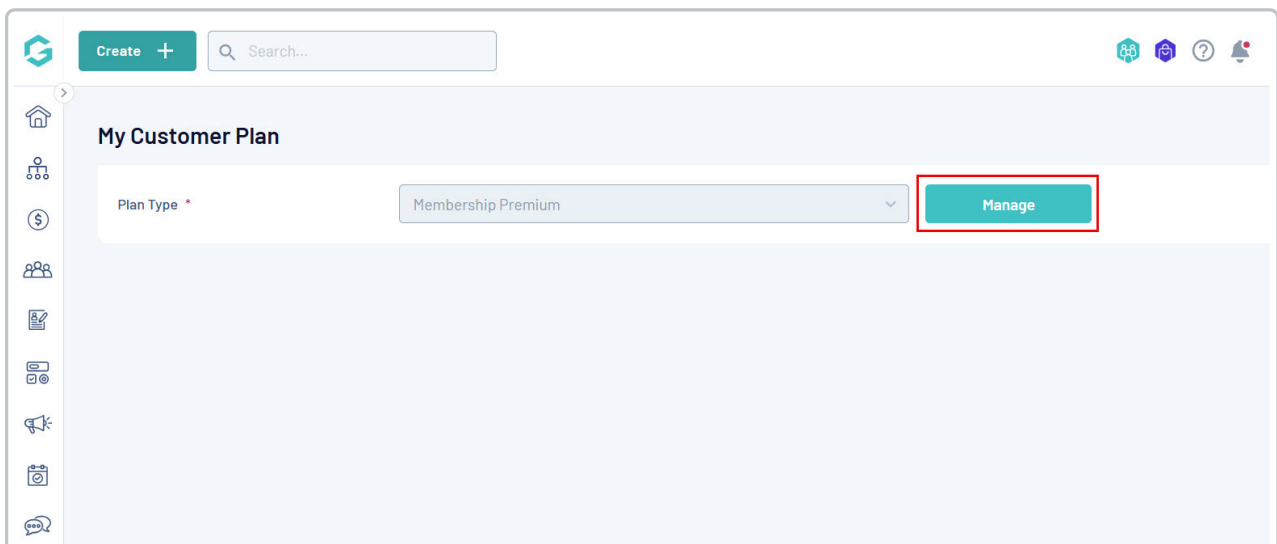 Create +
Search...
My Customer Plan
Plan Type *
Membership Premium
Manage